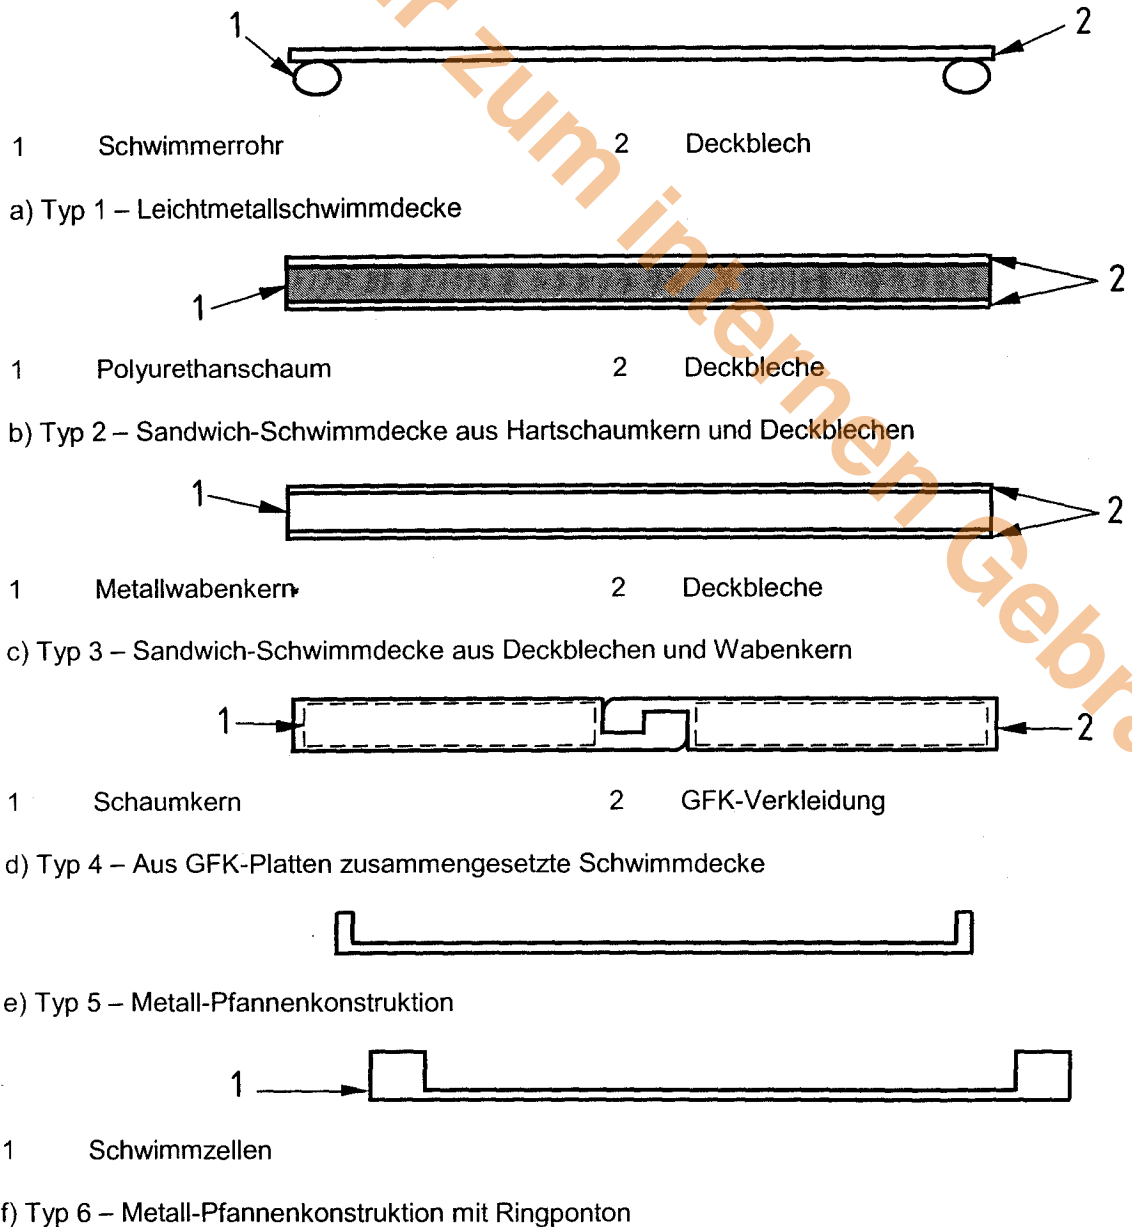 1 2
1 Schwimmerrohr 2 Deckblech
a) Typ 1 – Leichtmetallschwimmdecke
1 2
1 Polyurethanschaum 2 Deckbleche
b) Typ 2 – Sandwich-Schwimmdecke aus Hartschaumkern und Deckblechen
1 2
1 Metallwabenkern 2 Deckbleche
c) Typ 3 – Sandwich-Schwimmdecke aus Deckblechen und Wabenkern
1 2
1 Schaumkern 2 GFK-Verkleidung
d) Typ 4 – Aus GFK-Platten zusammengesetzte Schwimmdecke
e) Typ 5 – Metall-Pfannenkonstruktion
1
1 Schwimmzellen
f) Typ 6 – Metall-Pfannenkonstruktion mit Ringponton
zum internen